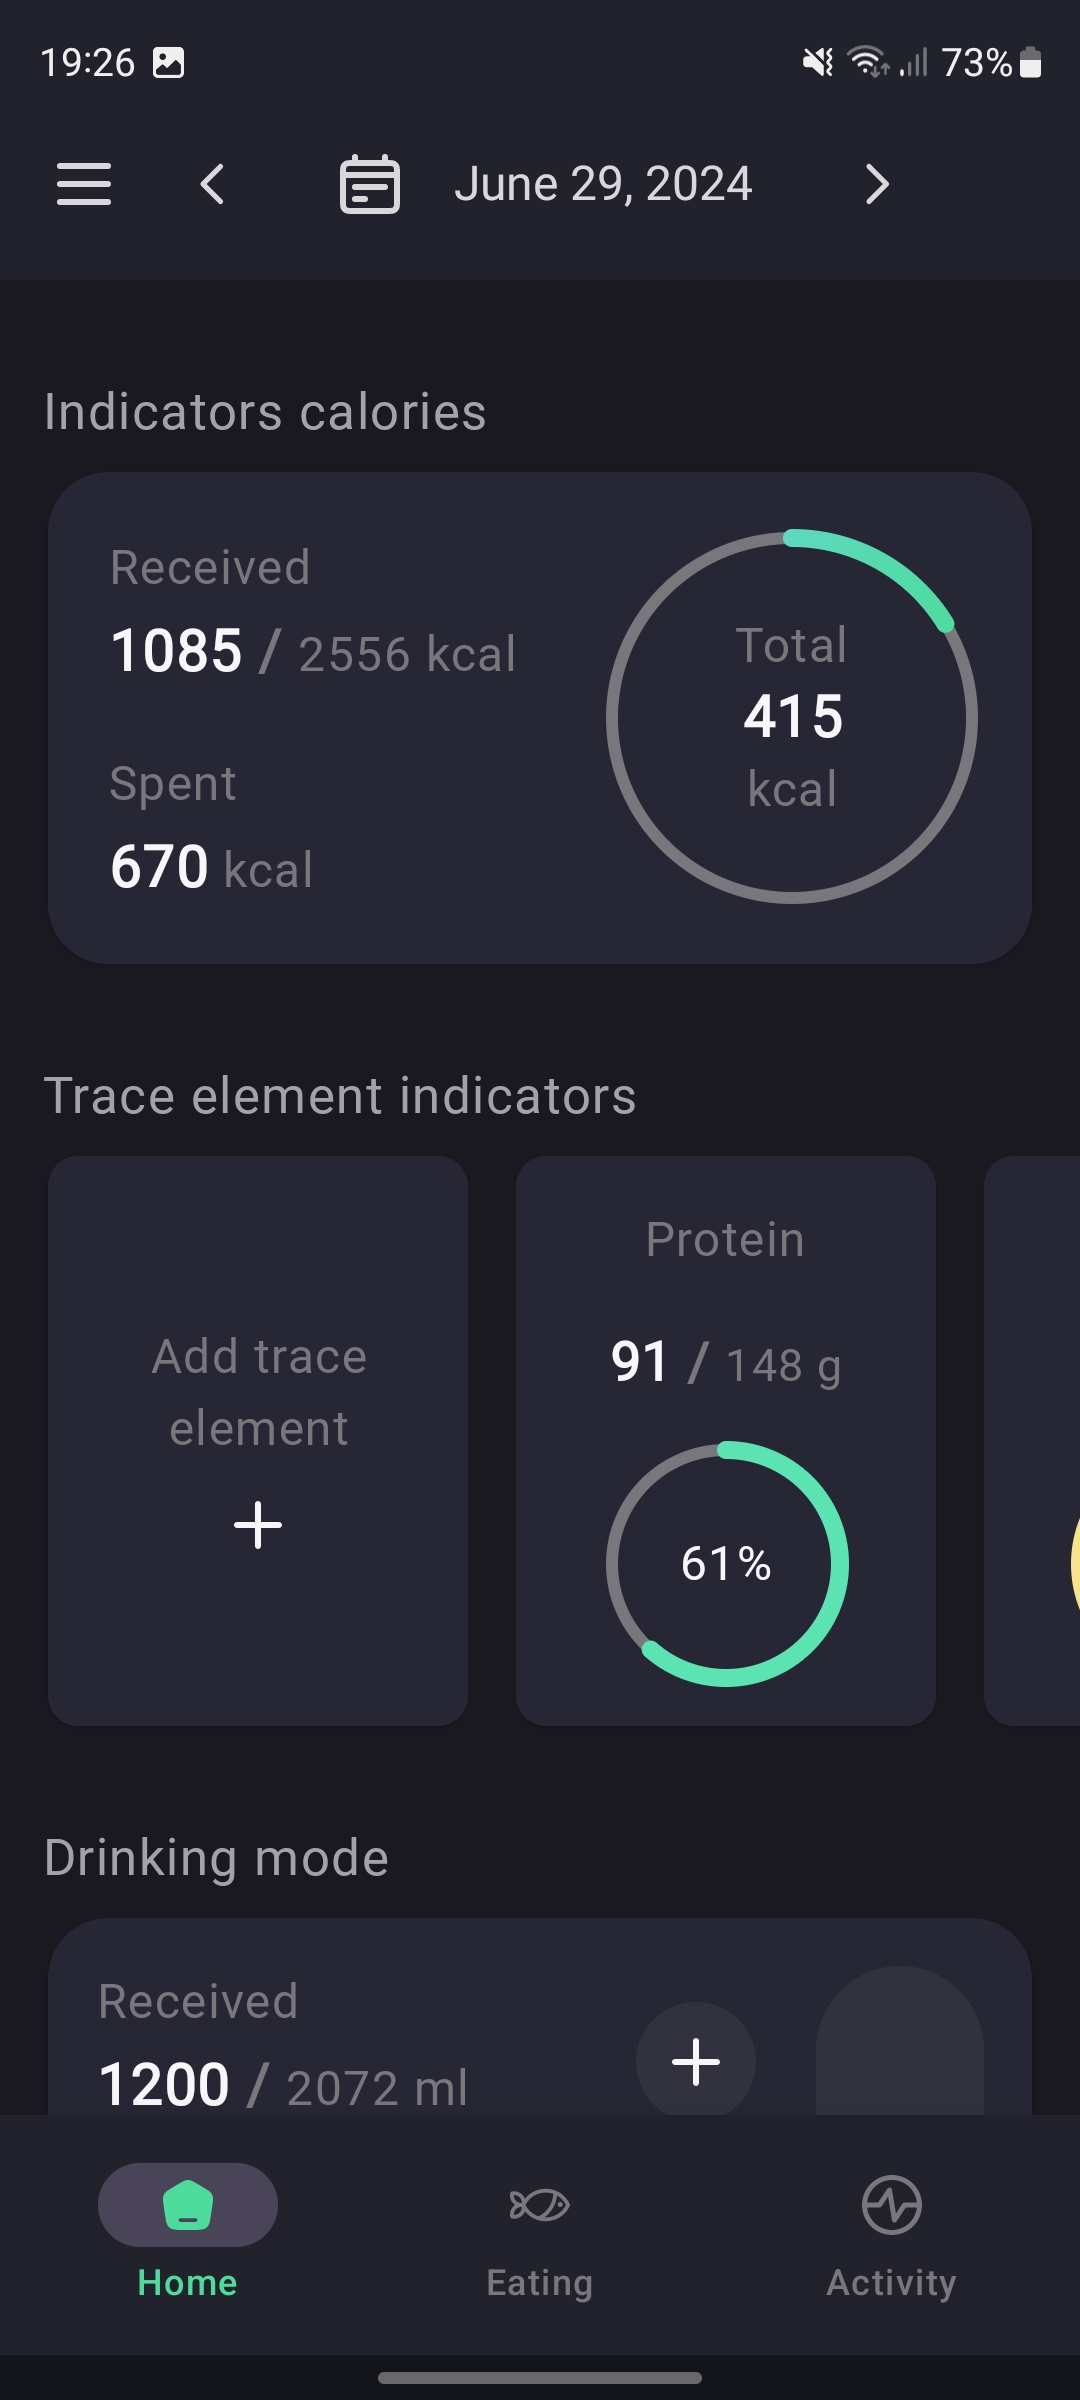 19:26 73%
June 29, 2024
Indicators calories
Received
1085 / 2556 kcal
Spent
670 kcal
Total
415
kcal
Trace element indicators
Add trace
element
Protein
91 / 148 g
61%
Drinking mode
Received
1200 / 2072 ml
Home
Eating
Activity